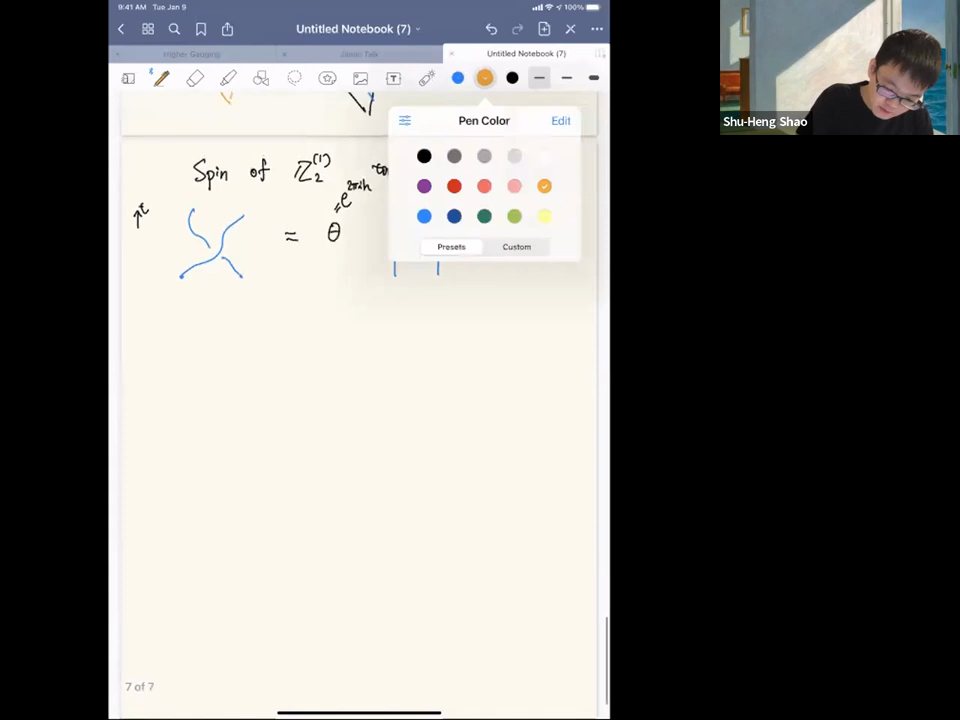 9:41 AM Tue Jan 9
100%
Untitled Notebook (7)
Higher Gauging
Untitled Notebook (7)
Pen Color
Edit
Presets
Custom
Spin of ℤ₂⁽¹⁾
= e^{2πih}
↑t
= θ
7 of 7
Shu-Heng Shao